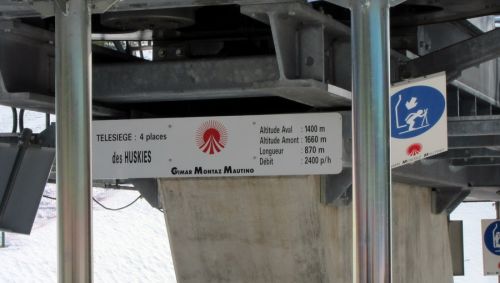 TELESIEGE : 4 places
des HUSKIES
GIMAR MONTAZ MAUTINO
Altitude Aval : 1400 m
Altitude Amont : 1660 m
Longueur : 870 m
Débit : 2400 p/h